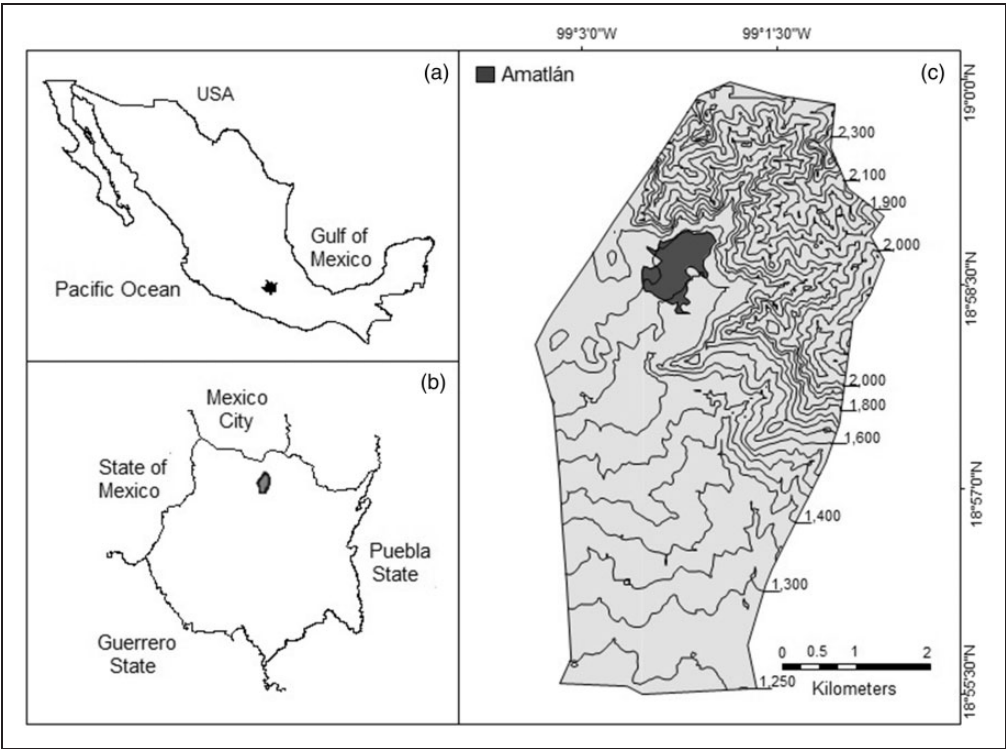 (a)
USA
Gulf of
Mexico
Pacific Ocean
(b)
Mexico
City
State of
Mexico
Puebla
State
Guerrero
State
99°3'0"W
99°1'30"W
Amatlán
(c)
2,300
2,100
1,900
2,000
2,000
1,800
1,600
1,400
1,300
1,250
0 0.5 1 2
Kilometers
19°0'0"N
18°58'30"N
18°57'0"N
18°55'30"N